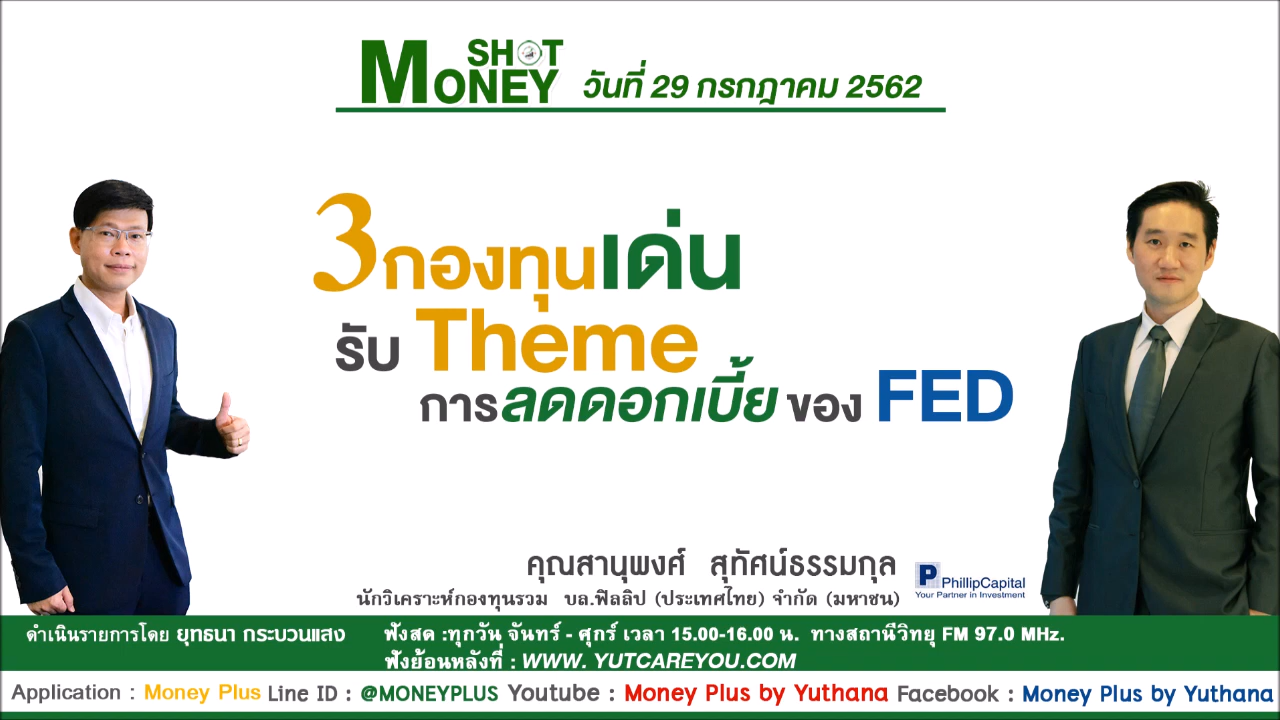 MONEY SHOT วันที่ 29 กรกฎาคม 2562
3 กองทุนเด่น
รับ Theme
การลดดอกเบี้ย ของ FED
คุณสานุพงศ์ สุทัศน์ธรรมกุล
นักวิเคราะห์กองทุนรวม บล.ฟิลลิป (ประเทศไทย) จำกัด (มหาชน)
P PhillipCapital
Your Partner in Investment
ดำเนินรายการโดย ยุทธนา กระบวนแสง
ฟังสด :ทุกวัน จันทร์ - ศุกร์ เวลา 15.00-16.00 น. ทางสถานีวิทยุ FM 97.0 MHz.
ฟังย้อนหลังที่ : WWW. YUTCAREYOU.COM
Application : Money Plus Line ID : @MONEYPLUS Youtube : Money Plus by Yuthana Facebook : Money Plus by Yuthana